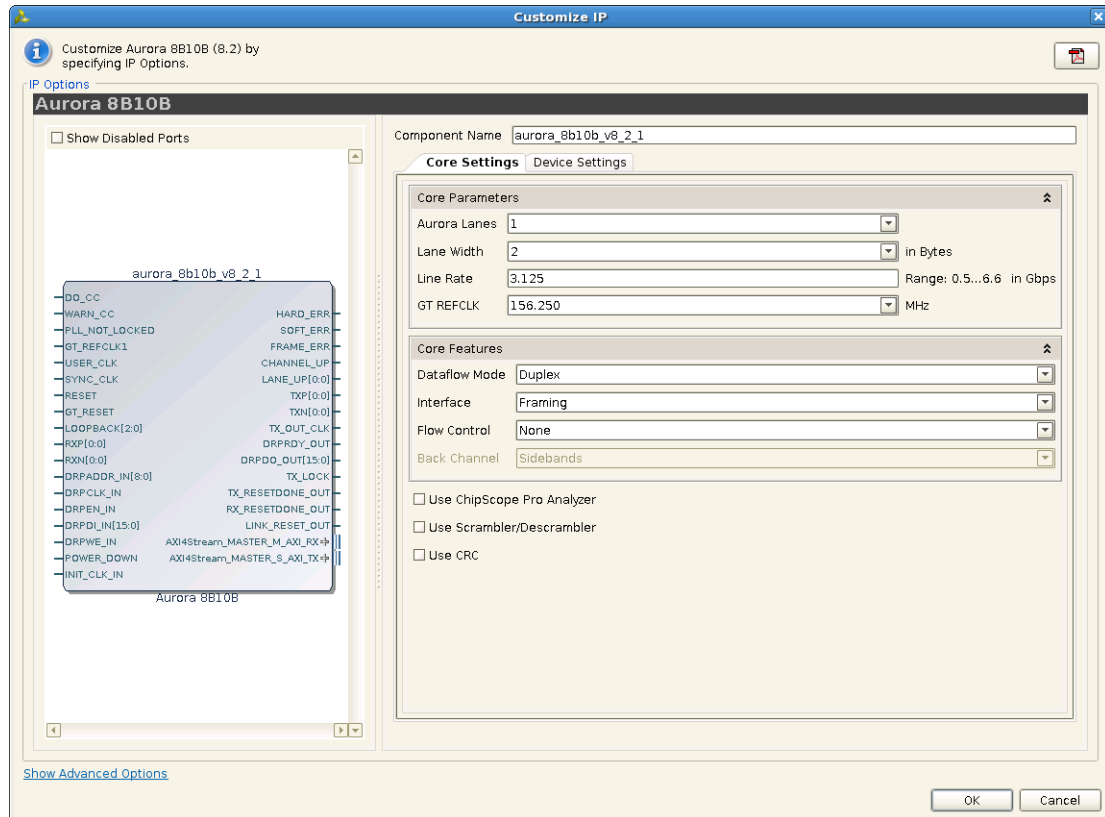 Customize IP
Customize Aurora 8B10B (8.2) by
specifying IP Options.
IP Options
Aurora 8B10B
Show Disabled Ports
aurora_8b10b_v8_2_1
DO_CC
WARN_CC
PLL_NOT_LOCKED
GT_REFCLK1
USER_CLK
SYNC_CLK
RESET
GT_RESET
LOOPBACK[2:0]
RXP[0:0]
RXN[0:0]
DRPADDR_IN[8:0]
DRPCLK_IN
DRPEN_IN
DRPDI_IN[15:0]
DRPWE_IN
POWER_DOWN
INIT_CLK_IN
HARD_ERR
SOFT_ERR
FRAME_ERR
CHANNEL_UP
LANE_UP[0:0]
TXP[0:0]
TXN[0:0]
TX_OUT_CLK
DRPRDY_OUT
DRPDO_OUT[15:0]
TX_LOCK
TX_RESETDONE_OUT
RX_RESETDONE_OUT
LINK_RESET_OUT
AXI4Stream_MASTER_M_AXI_RX
AXI4Stream_MASTER_S_AXI_TX
Aurora 8B10B
Component Name aurora_8b10b_v8_2_1
Core Settings Device Settings
Core Parameters
Aurora Lanes 1
Lane Width 2 in Bytes
Line Rate 3.125 Range: 0.5...6.6 in Gbps
GT REFCLK 156.250 MHz
Core Features
Dataflow Mode Duplex
Interface Framing
Flow Control None
Back Channel Sidebands
Use ChipScope Pro Analyzer
Use Scrambler/Descrambler
Use CRC
Show Advanced Options
OK Cancel